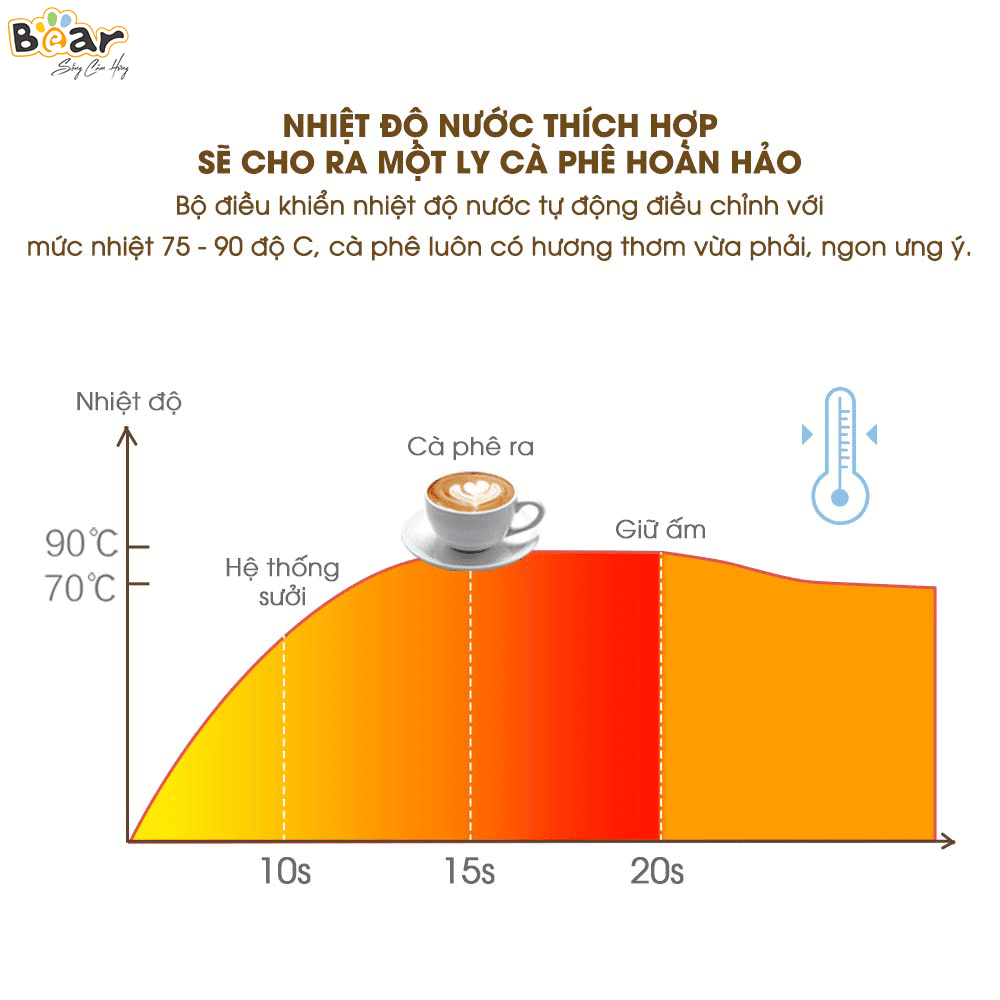 Bear
Sống Cảm Hứng
NHIỆT ĐỘ NƯỚC THÍCH HỢP
SẼ CHO RA MỘT LY CÀ PHÊ HOÀN HẢO
Bộ điều khiển nhiệt độ nước tự động điều chỉnh với
mức nhiệt 75 - 90 độ C, cà phê luôn có hương thơm vừa phải, ngon ưng ý.
Nhiệt độ
Cà phê ra
Giữ ấm
90℃
Hệ thống
sưởi
70℃
10s
15s
20s